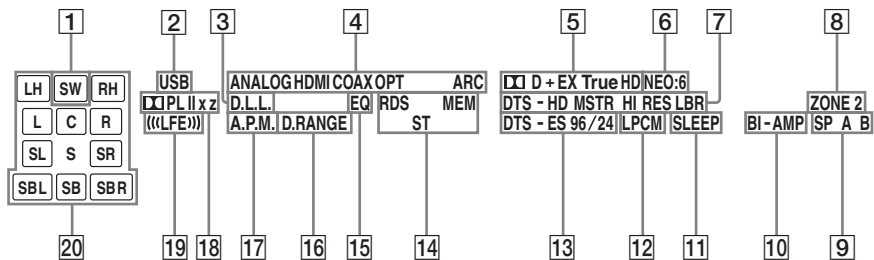 1 2 3 4 5 6 7 8
LH SW RH USB ANALOG HDMI COAX OPT ARC D + EX True HD NEO:6
PL II x z D.L.L. EQ RDS MEM DTS - HD MSTR HI RES LBR ZONE 2
L C R (((LFE))) A.P.M. D.RANGE ST DTS - ES 96/24 LPCM SLEEP BI - AMP SP A B
SL S SR
SBL SB SBR
20 19 18 17 16 15 14 13 12 11 10 9